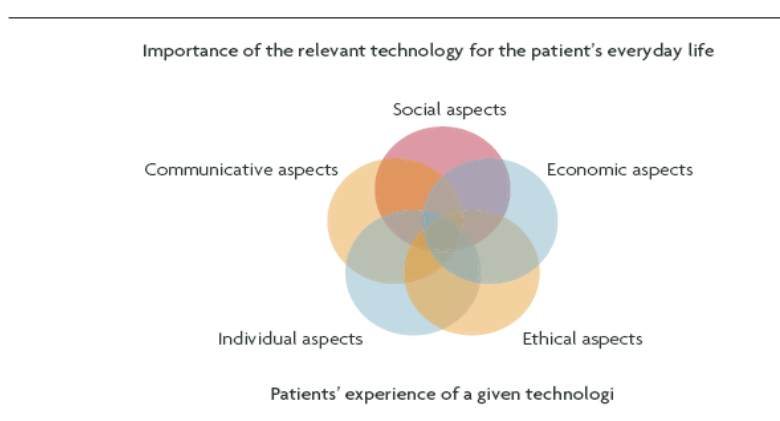 Importance of the relevant technology for the patient's everyday life
Social aspects
Communicative aspects
Economic aspects
Individual aspects
Ethical aspects
Patients' experience of a given technologi